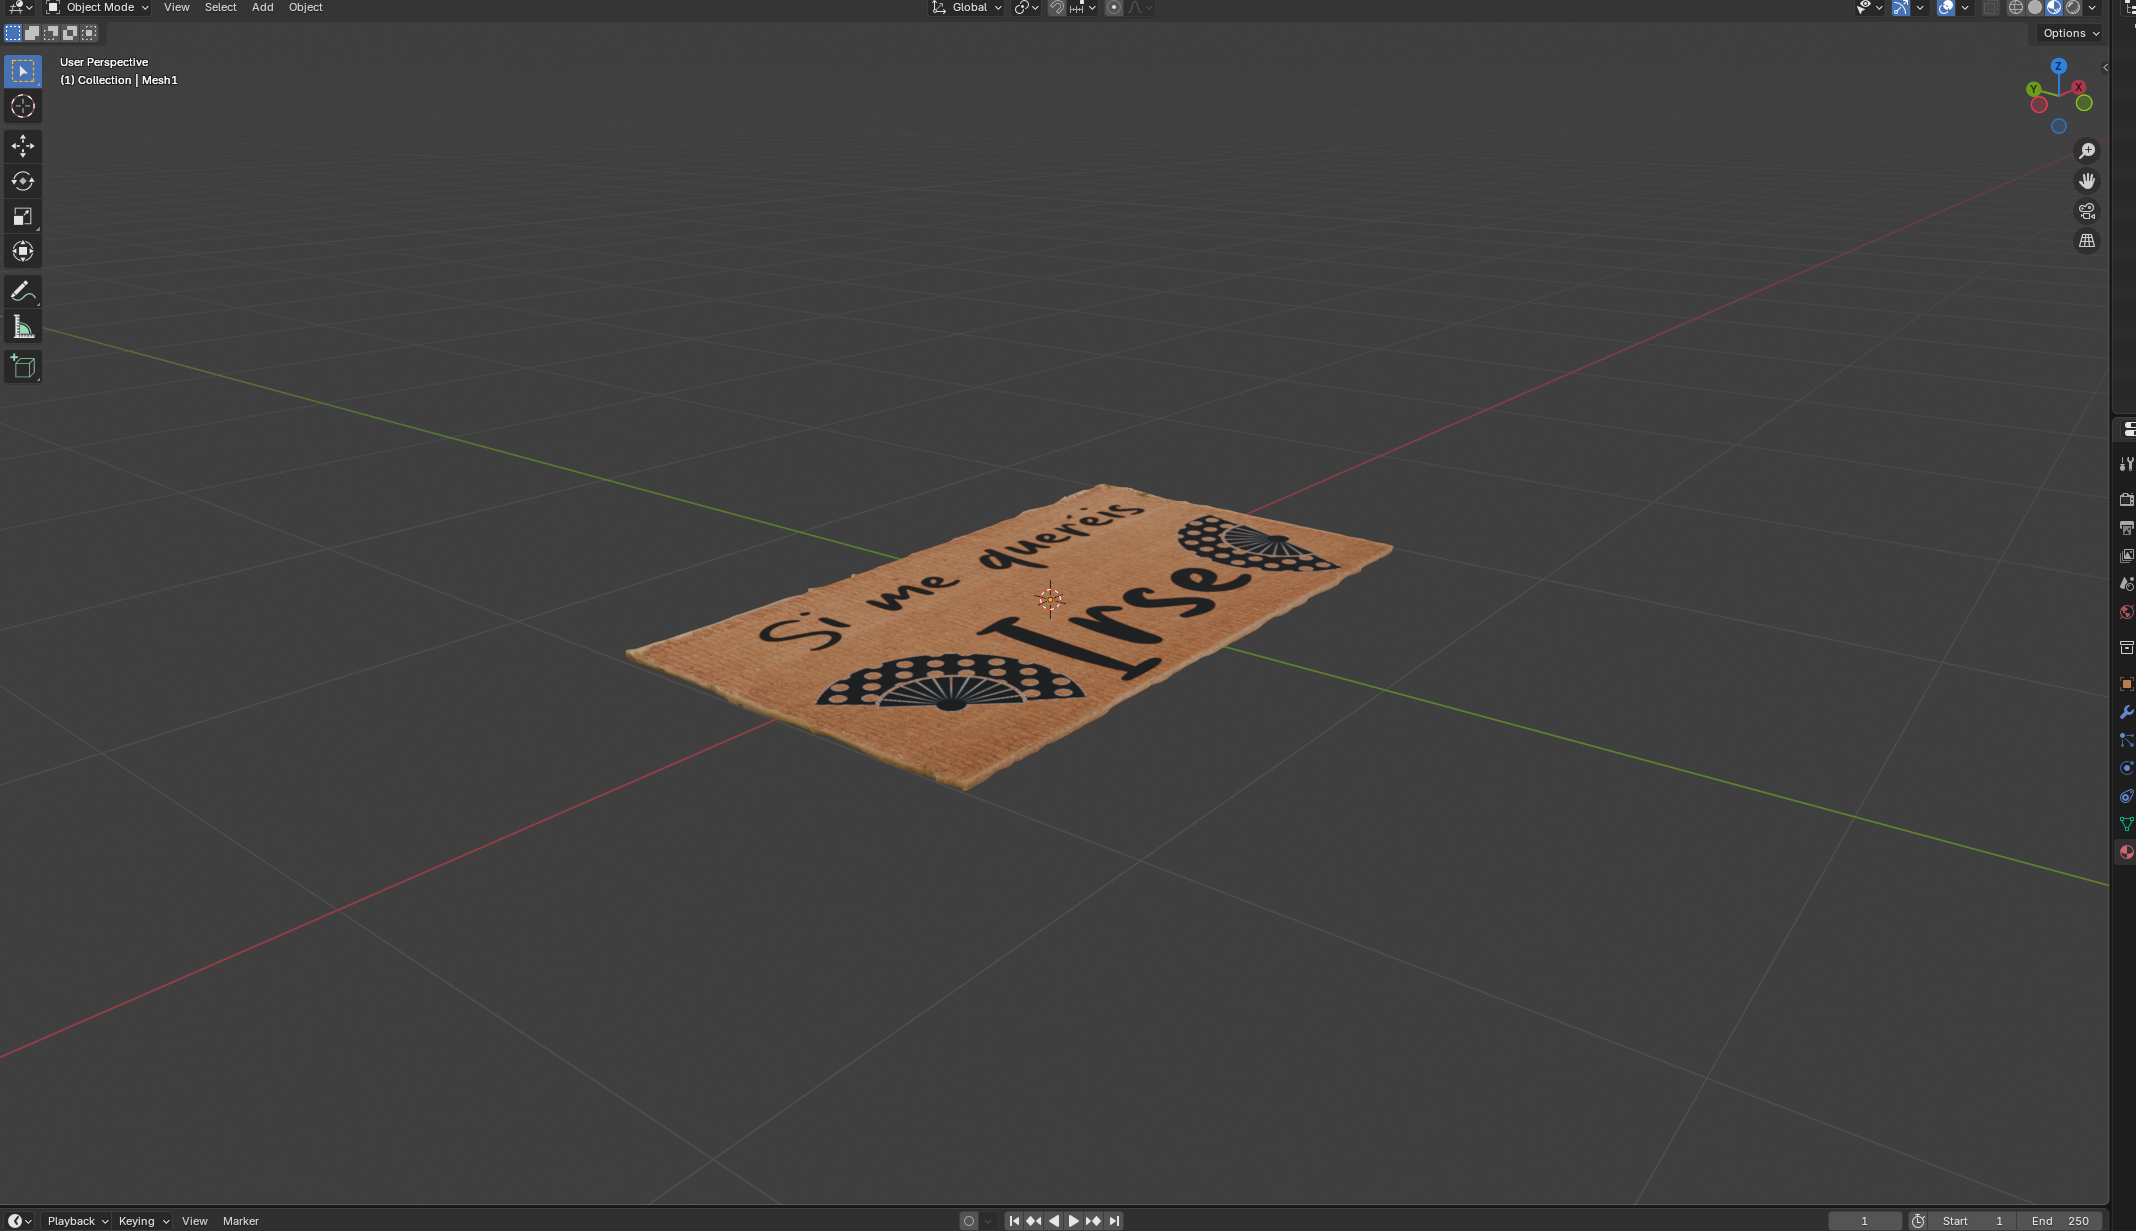 Object Mode View Select Add Object Global
Options
User Perspective
(1) Collection | Mesh1
Z
Y X
Si me queréis
Irse
Playback Keying View Marker 1 Start 1 End 250